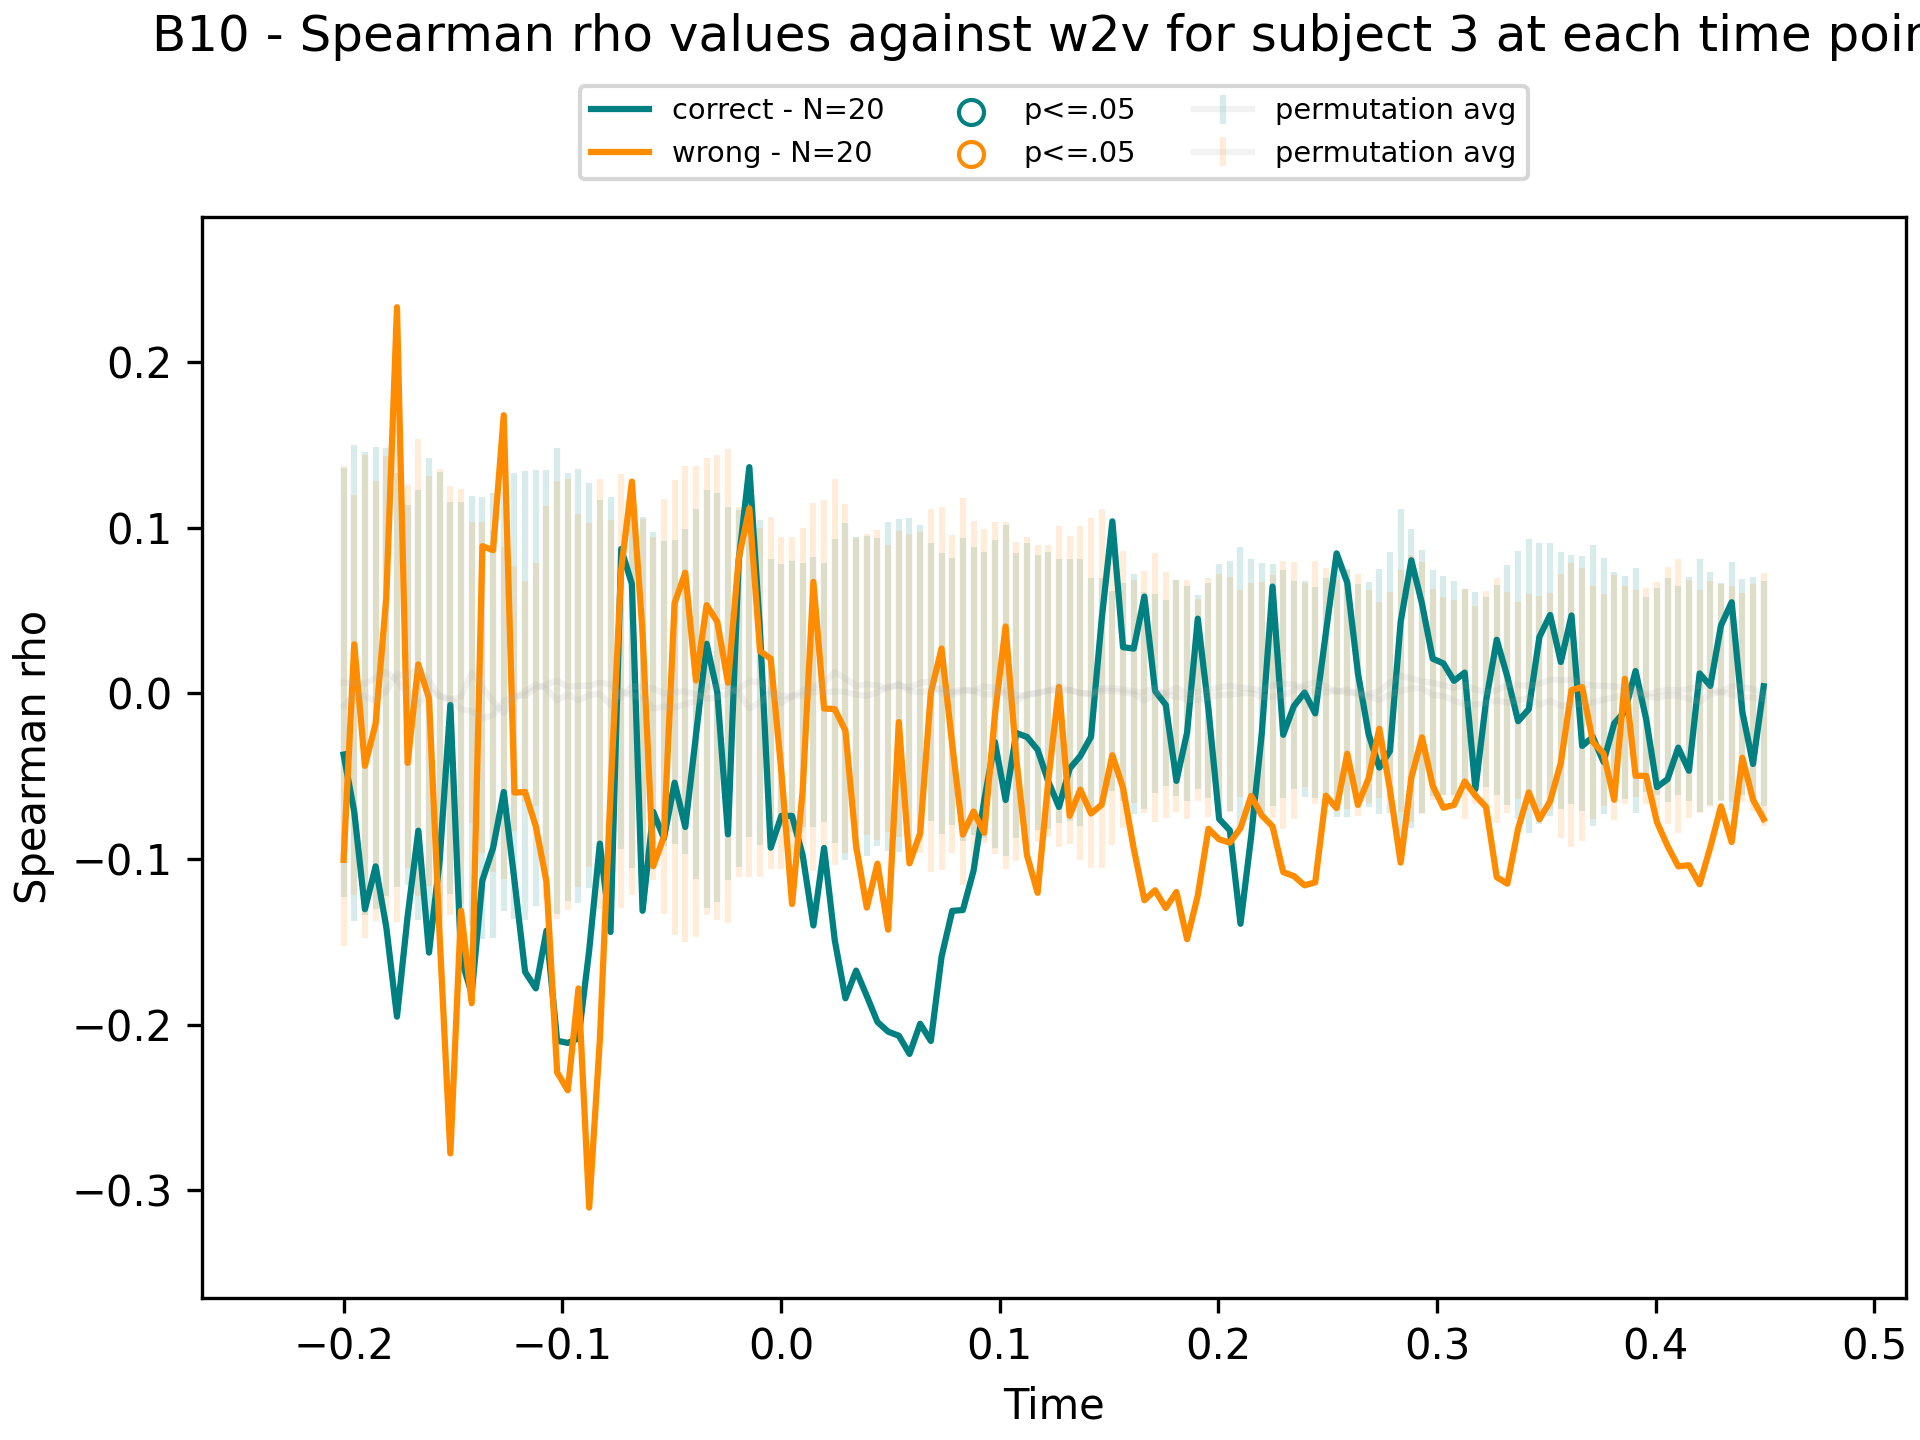 B10 - Spearman rho values against w2v for subject 3 at each time
correct - N=20
wrong - N=20
p<=.05
p<=.05
permutation avg
permutation avg
Spearman rho
0.2
0.1
0.0
−0.1
−0.2
−0.3
−0.2
−0.1
0.0
0.1
0.2
0.3
0.4
0.5
Time